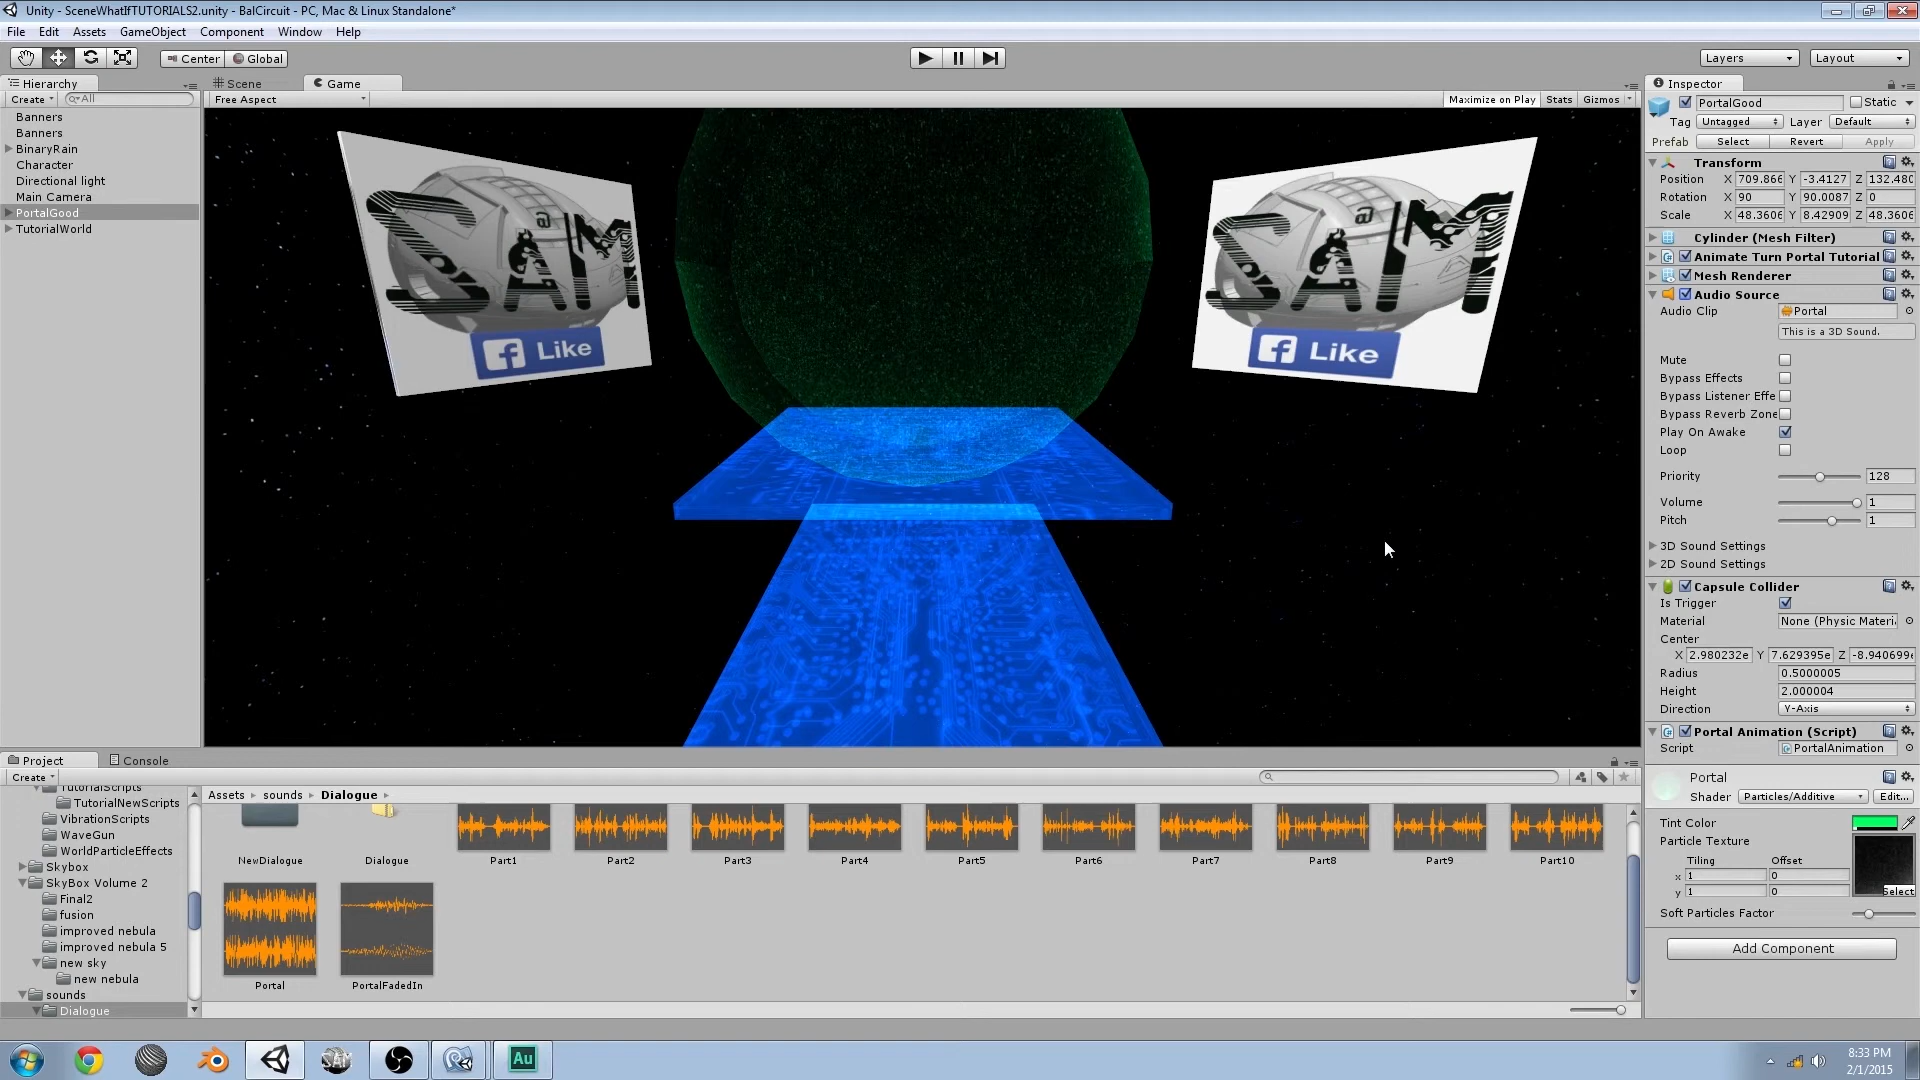 Unity - SceneWhatIfTUTORIALS2.unity - BalCircuit - PC, Mac & Linux Standalone*
File Edit Assets GameObject Component Window Help
Center Global
Layers
Layout
Hierarchy
Create All
Banners
Banners
BinaryRain
Character
Directional light
Main Camera
PortalGood
TutorialWorld
Scene Game
Free Aspect
Maximize on Play Stats Gizmos
@
SAM
Like
@
SAM
Like
Inspector
PortalGood Static
Tag Untagged Layer Default
Prefab Select Revert Apply
Transform
Position X 709.866 Y -3.4127 Z 132.480
Rotation X 90 Y 90.0087 Z 0
Scale X 48.3606 Y 8.42909 Z 48.3606
Cylinder (Mesh Filter)
Animate Turn Portal Tutorial
Mesh Renderer
Audio Source
Audio Clip Portal
This is a 3D Sound.
Mute
Bypass Effects
Bypass Listener Effe
Bypass Reverb Zone
Play On Awake
Loop
Priority 128
Volume 1
Pitch 1
3D Sound Settings
2D Sound Settings
Capsule Collider
Is Trigger
Material None (Physic Materi
Center
X 2.980232e Y 7.629395e Z -8.940699e
Radius 0.5000005
Height 2.000004
Direction Y-Axis
Portal Animation (Script)
Script PortalAnimation
Portal
Shader Particles/Additive Edit...
Tint Color
Particle Texture
Tiling Offset
x 1 0
y 1 0
Select
Soft Particles Factor
Add Component
Project Console
Create
TutorialScripts
TutorialNewScripts
VibrationScripts
WaveGun
WorldParticleEffects
Skybox
SkyBox Volume 2
Final2
fusion
improved nebula
improved nebula 5
new sky
new nebula
sounds
Dialogue
Assets sounds Dialogue
NewDialogue Dialogue Part1 Part2 Part3 Part4 Part5 Part6 Part7 Part8 Part9 Part10
Portal PortalFadedIn
SAM
Au
8:33 PM
2/1/2015